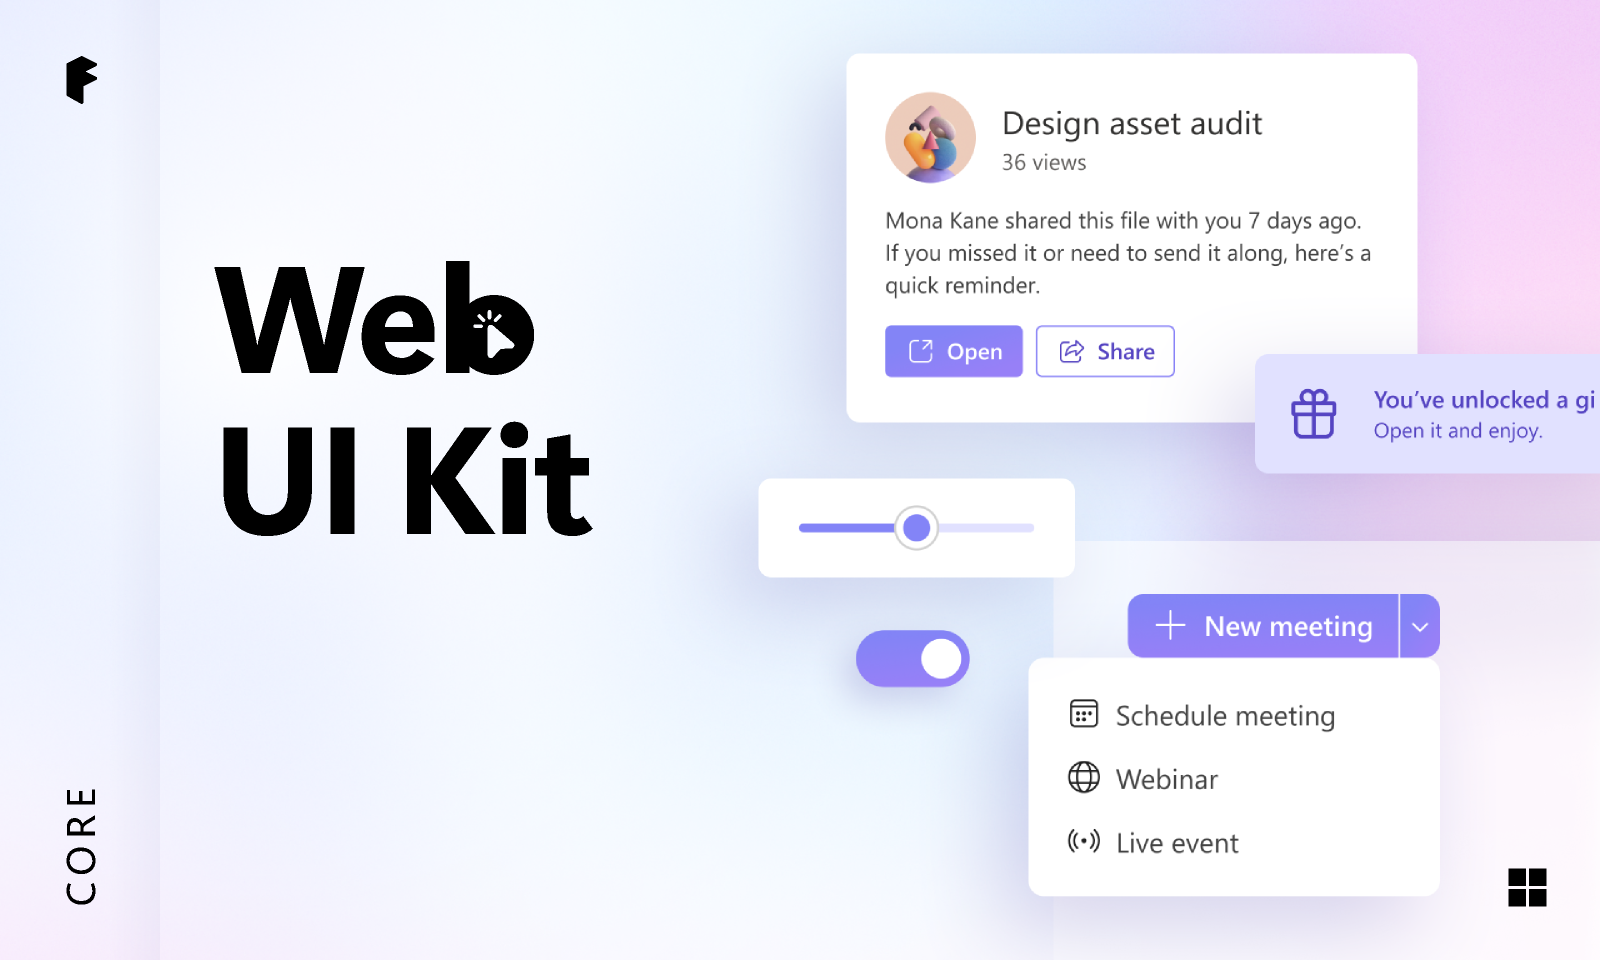 Web
UI Kit
CORE
Design asset audit
36 views
Mona Kane shared this file with you 7 days ago.
If you missed it or need to send it along, here’s a
quick reminder.
Open
Share
You’ve unlocked a gi
Open it and enjoy.
New meeting
Schedule meeting
Webinar
Live event